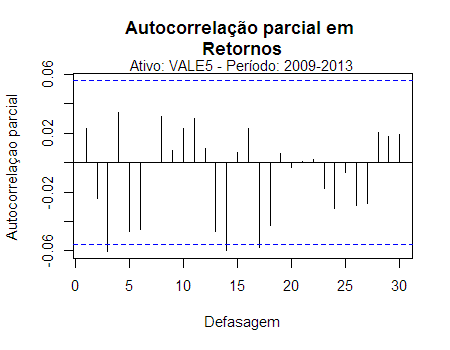 Autocorrelação parcial em
Retornos
Ativo: VALE5 - Período: 2009-2013
Autocorrelaçao parcial
0.06
0.02
-0.02
-0.06
0 5 10 15 20 25 30
Defasagem